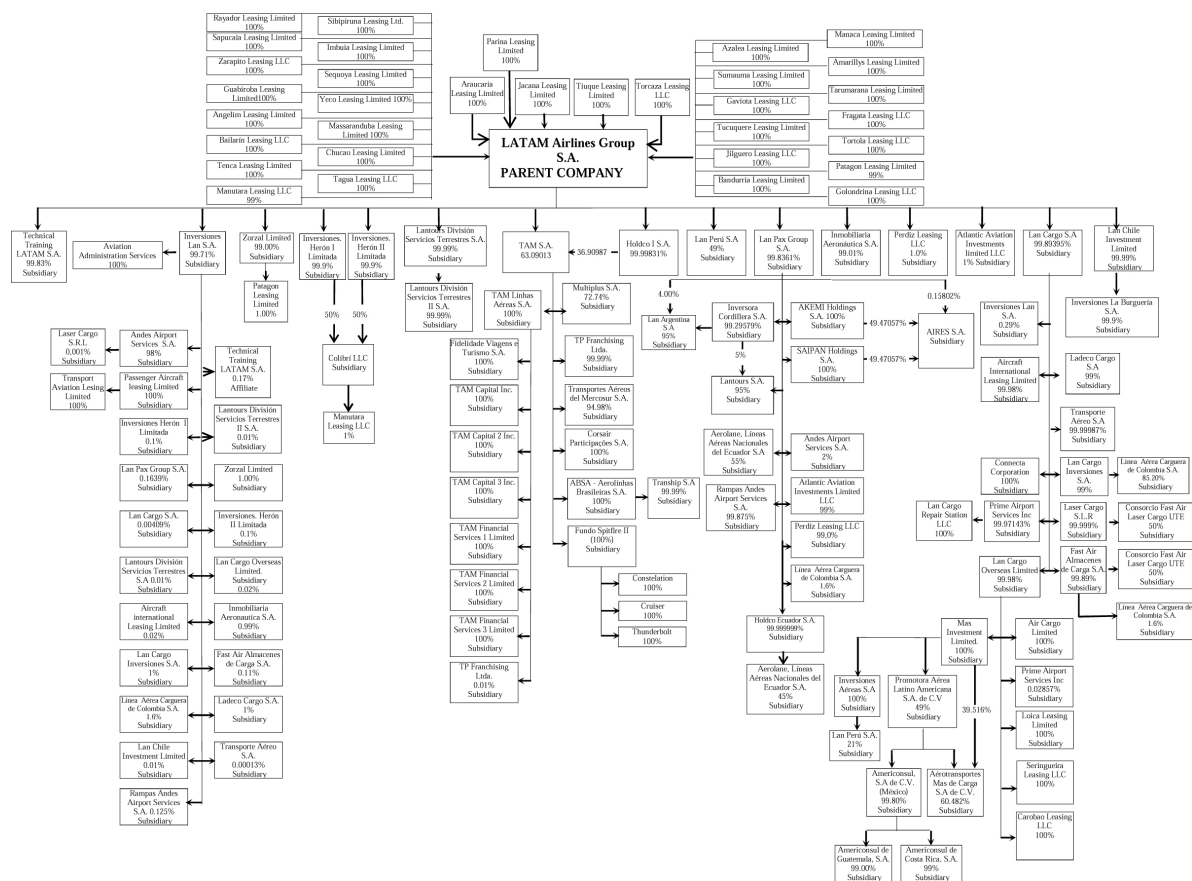 Rayador Leasing Limited
100%
Sapucaia Leasing Limited
100%
Zarapito Leasing LLC
100%
Guabiroba Leasing
Limited100%
Angelim Leasing Limited
100%
Bailarín Leasing LLC
100%
Tenca Leasing Limited
100%
Manutara Leasing LLC
99%
Sibipiruna Leasing Ltd.
100%
Imbuia Leasing Limited
100%
Sequoya Leasing Limited
100%
Yeco Leasing Limited 100%
Massaranduba Leasing
Limited 100%
Chucao Leasing Limited
100%
Tagua Leasing LLC
100%
Parina Leasing
Limited
100%
Araucaria
Leasing Limited
100%
Jacana Leasing
Limited
100%
Tiuque Leasing
Limited
100%
Torcaza Leasing
LLC
100%
LATAM Airlines Group
S.A.
PARENT COMPANY
Azalea Leasing Limited
100%
Sumauma Leasing Limited
100%
Gaviota Leasing LLC
100%
Tucuquere Leasing Limited
100%
Jilguero Leasing LLC
100%
Bandurria Leasing Limited
100%
Manaca Leasing Limited
100%
Amarillys Leasing Limited
100%
Tarumarana Leasing Limited
100%
Fragata Leasing LLC
100%
Tortola Leasing LLC
100%
Patagon Leasing Limited
99%
Golondrina Leasing LLC
100%
Technical
Training
LATAM S.A.
99.83%
Subsidiary
Aviation
Administration Services
100%
Inversiones
Lan S.A.
99.71%
Subsidiary
Zorzal Limited
99.00%
Subsidiary
Inversiones.
Herón I
Limitada
99.9%
Subsidiary
Inversiones.
Herón II
Limitada
99.9%
Subsidiary
Lantours División
Servicios Terrestres S.A.
99.99%
Subsidiary
TAM S.A.
63.09013
36.90987
Holdco I S.A.
99.99831%
Lan Perú S.A
49%
Subsidiary
Lan Pax Group S.A.
99.8361%
Subsidiary
Inmobiliaria
Aeronáutica S.A.
99.01%
Subsidiary
Perdiz Leasing
LLC
1.0%
Subsidiary
Atlantic Aviation
Investments
limited LLC
1% Subsidiary
Lan Cargo S.A
99.89395%
Subsidiary
Lan Chile
Investment Limited
99.99%
Subsidiary
Patagon
Leasing
Limited
1.00%
50%
50%
Colibrí LLC
Subsidiary
Manutara
Leasing LLC
1%
Lantours División
Servicios Terrestres
II S.A.
99.99%
Subsidiary
Inversiones La Burguería
S.A.
99.9%
Subsidiary
Laser Cargo
S.R.L
0.001%
Subsidiary
Andes Airport
Services S.A.
98%
Subsidiary
Technical
Training
LATAM S.A.
0.17%
Affiliate
Transport
Aviation Lesing
Limited
100%
Passenger Aircraft
leasing Limited
100%
Subsidiary
Inversiones Herón I
Limitada
0.1%
Subsidiary
Lantours División
Servicios Terrestres
II S.A.
0.01%
Subsidiary
Lan Pax Group S.A.
0.1639%
Subsidiary
Zorzal Limited
1.00%
Subsidiary
Lan Cargo S.A.
0.00409%
Subsidiary
Inversiones. Herón
II Limitada
0.1%
Subsidiary
Lantours División
Servicios Terrestres
S.A 0.01%
Subsidiary
Lan Cargo Overseas
Limited.
Subsidiary
0.02%
Aircraft
international
Leasing Limited
0.02%
Inmobiliaria
Aeronautica S.A.
0.99%
Subsidiary
Lan Cargo
Inversiones S.A.
1%
Subsidiary
Fast Air Almacenes
de Carga S.A.
0.11%
Subsidiary
Línea Aérea Carguera
de Colombia S.A.
1.6%
Subsidiary
Ladeco Cargo S.A.
1%
Subsidiary
Lan Chile
Investment Limited
0.01%
Subsidiary
Transporte Aéreo
S.A.
0.00013%
Subsidiary
Rampas Andes
Airport Services
S.A. 0.125%
Subsidiary
TAM Linhas
Aéreas S.A.
100%
Subsidiary
Multiplus S.A.
72.74%
Subsidiary
Fidelidade Viagens e
Turismo S.A.
100%
Subsidiary
TP Franchising
Ltda.
99.99%
Subsidiary
TAM Capital Inc.
100%
Subsidiary
Transportes Aéreos
del Mercosur S.A.
94.98%
Subsidiary
TAM Capital 2 Inc.
100%
Subsidiary
Corsair
Participações S.A.
100%
Subsidiary
TAM Capital 3 Inc.
100%
Subsidiary
ABSA - Aerolinhas
Brasileiras S.A.
100%
Subsidiary
Tranship S.A
99.99%
Subsidiary
TAM Financial
Services 1 Limited
100%
Subsidiary
Fundo Spitfire II
(100%)
Subsidiary
TAM Financial
Services 2 Limited
100%
Subsidiary
Constelation
100%
Cruiser
100%
Thunderbolt
100%
TAM Financial
Services 3 Limited
100%
Subsidiary
TP Franchising
Ltda.
0.01%
Subsidiary
4.00%
Lan Argentina
S.A
95%
Subsidiary
Inversora
Cordillera S.A.
99.29579%
Subsidiary
AKEMI Holdings
S.A. 100%
Subsidiary
0.15802%
49.47057%
AIRES S.A.
Subsidiary
SAIPAN Holdings
S.A.
100%
Subsidiary
49.47057%
5%
Lantours S.A.
95%
Subsidiary
Aerolane, Líneas
Aéreas Nacionales
del Ecuador S.A
55%
Subsidiary
Andes Airport
Services S.A.
2%
Subsidiary
Rampas Andes
Airport Services
S.A.
99.875%
Subsidiary
Atlantic Aviation
Investments Limited
LLC
99%
Perdiz Leasing LLC
99.0%
Subsidiary
Línea Aérea Carguera
de Colombia S.A.
1.6%
Subsidiary
Holdco Ecuador S.A.
99.999999%
Subsidiary
Aerolane, Líneas
Aéreas Nacionales del
Ecuador S.A.
45%
Subsidiary
Inversiones Lan
S.A.
0.29%
Subsidiary
Aircraft
International
Leasing Limited
99.98%
Subsidiary
Ladeco Cargo
S.A
99%
Subsidiary
Transporte
Aéreo S.A
99.99987%
Subsidiary
Connecta
Corporation
100%
Subsidiary
Lan Cargo
Inversiones
S.A.
99%
Linea Aérea Carguera
de Colombia S.A.
85.20%
Subsidiary
Lan Cargo
Repair Station
LLC
100%
Prime Airport
Services Inc
99.97143%
Subsidiary
Laser Cargo
S.L.R
99.999%
Subsidiary
Consorcio Fast Air
Laser Cargo UTE
50%
Subsidiary
Lan Cargo
Overseas Limited
99.98%
Subsidiary
Fast Air
Almacenes
de Carga S.A.
99.89%
Subsidiary
Consorcio Fast Air
Laser Cargo UTE
50%
Subsidiary
Línea Aérea Carguera de
Colombia S.A.
1.6%
Subsidiary
Mas
Investment
Limited.
100%
Subsidiary
Air Cargo
Limited
100%
Subsidiary
Inversiones
Aéreas S.A
100%
Subsidiary
Promotora Aérea
Latino Americana
S.A. de C.V
49%
Subsidiary
39.516%
Prime Airport
Services Inc
0.02857%
Subsidiary
Lan Perú S.A.
21%
Subsidiary
Loica Leasing
Limited
100%
Subsidiary
Americonsul,
S.A de C.V.
(México)
99.80%
Subsidiary
Aérotransportes
Mas de Carga
S.A de C.V.
60.482%
Subsidiary
Seringueira
Leasing LLC
100%
Carobao Leasing
LLC
100%
Americonsul de
Guatemala, S.A.
99.00%
Subsidiary
Americonsul de
Costa Rica, S.A.
99%
Subsidiary